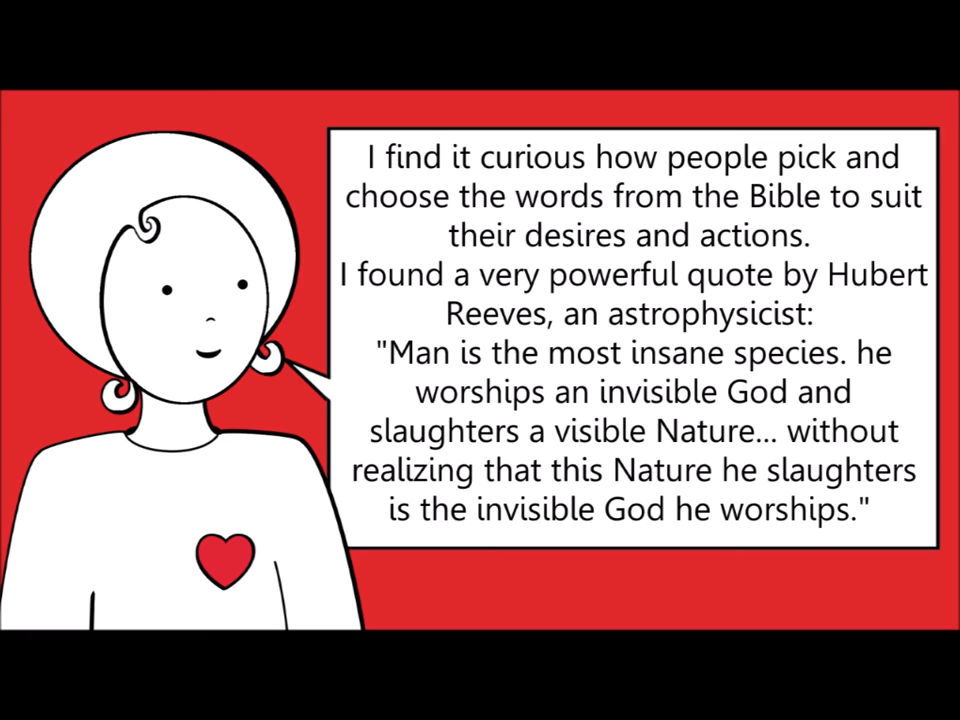 I find it curious how people pick and
choose the words from the Bible to suit
their desires and actions.
I found a very powerful quote by Hubert
Reeves, an astrophysicist:
"Man is the most insane species. he
worships an invisible God and
slaughters a visible Nature... without
realizing that this Nature he slaughters
is the invisible God he worships."